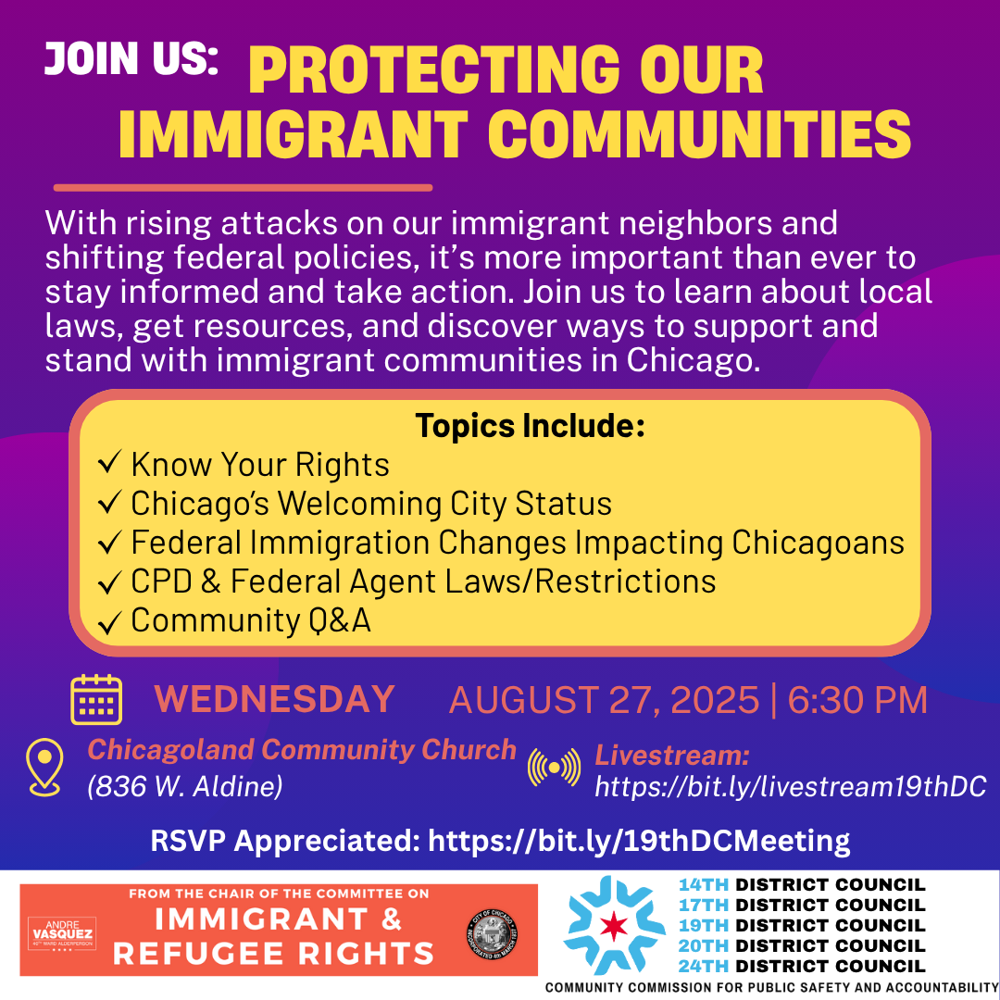 JOIN US: PROTECTING OUR
IMMIGRANT COMMUNITIES
With rising attacks on our immigrant neighbors and
shifting federal policies, it’s more important than ever to
stay informed and take action. Join us to learn about local
laws, get resources, and discover ways to support and
stand with immigrant communities in Chicago.
Topics Include:
✓ Know Your Rights
✓ Chicago’s Welcoming City Status
✓ Federal Immigration Changes Impacting Chicagoans
✓ CPD & Federal Agent Laws/Restrictions
✓ Community Q&A
WEDNESDAY AUGUST 27, 2025 | 6:30 PM
Chicagoland Community Church
(836 W. Aldine)
Livestream:
https://bit.ly/livestream19thDC
RSVP Appreciated: https://bit.ly/19thDCMeeting
ANDRE
VASQUEZ
FROM THE CHAIR OF THE COMMITTEE ON
IMMIGRANT &
REFUGEE RIGHTS
CITY OF CHICAGO
INCORPORATED 4th MARCH 1837
14TH DISTRICT COUNCIL
17TH DISTRICT COUNCIL
19TH DISTRICT COUNCIL
20TH DISTRICT COUNCIL
24TH DISTRICT COUNCIL
COMMUNITY COMMISSION FOR PUBLIC SAFETY AND ACCOUNTABILITY